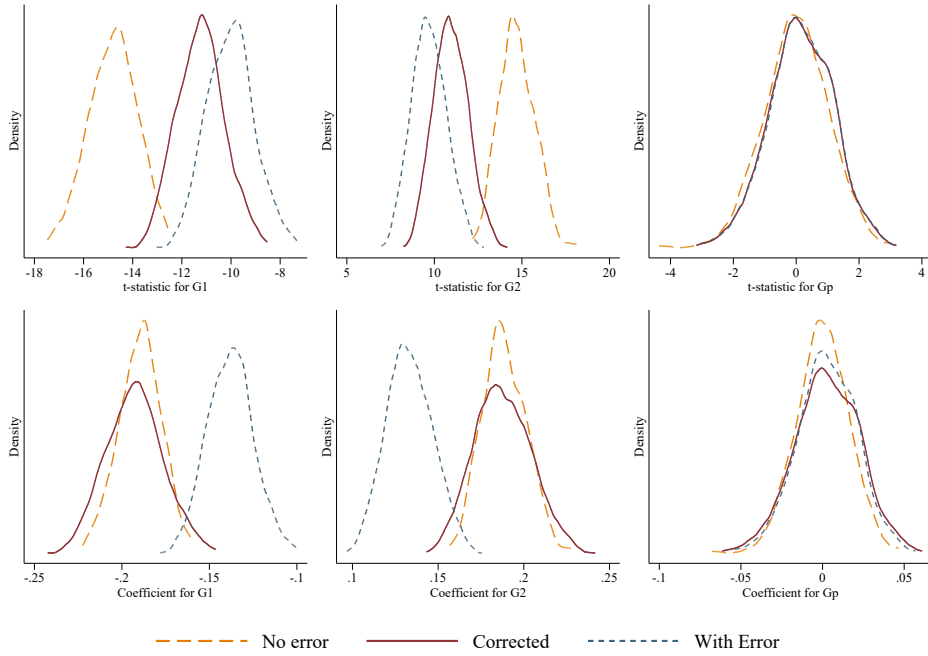 Density
-18 -16 -14 -12 -10 -8
t-statistic for G1
Density
5 10 15 20
t-statistic for G2
Density
-4 -2 0 2 4
t-statistic for Gp
Density
-.25 -.2 -.15 -.1
Coefficient for G1
Density
.1 .15 .2 .25
Coefficient for G2
Density
-.1 -.05 0 .05
Coefficient for Gp
No error Corrected With Error